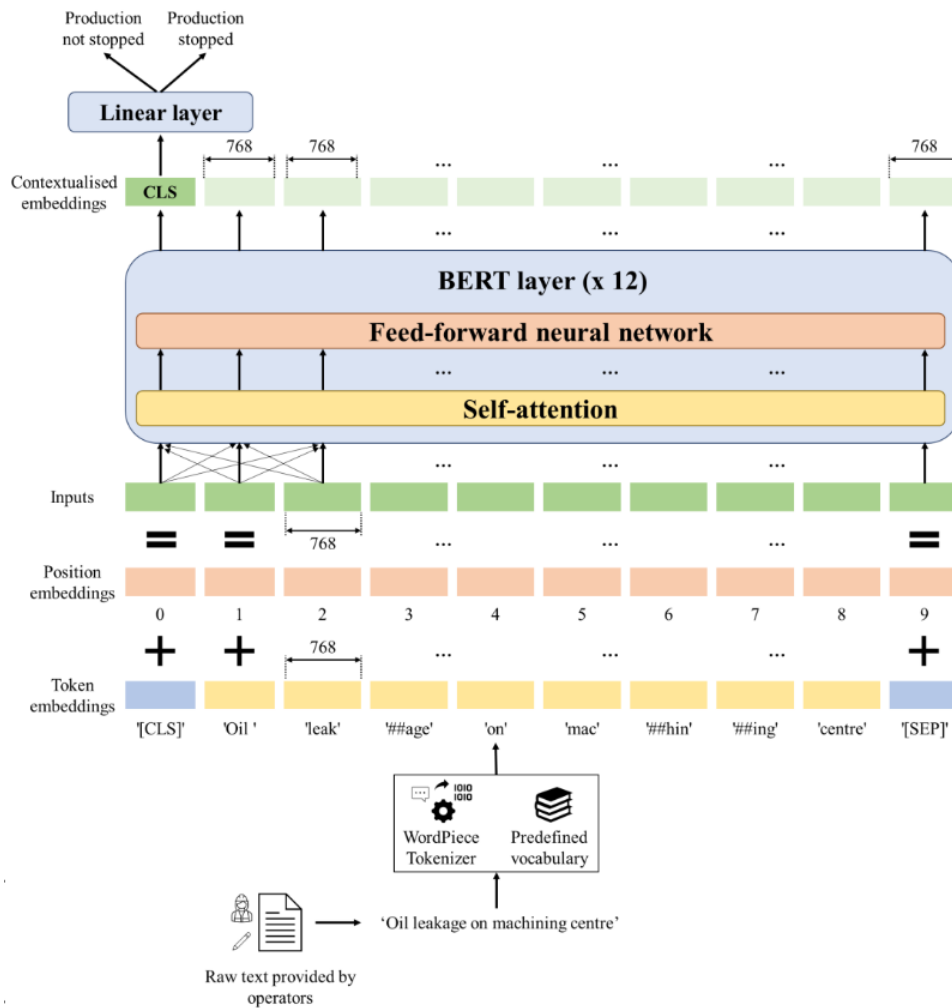 Production not stopped
Production stopped
Linear layer
768
768
...
...
...
768
Contextualised embeddings
CLS
...
...
...
BERT layer (x 12)
Feed-forward neural network
...
...
...
Self-attention
...
...
...
Inputs
=
=
768
...
...
...
=
Position embeddings
0 1 2 3 4 5 6 7 8 9
+
+
768
...
...
...
+
Token embeddings
'[CLS]' 'Oil ' 'leak' '##age' 'on' 'mac' '##hin' '##ing' 'centre' '[SEP]'
1010
1010
WordPiece Tokenizer
Predefined vocabulary
‘Oil leakage on machining centre’
Raw text provided by operators